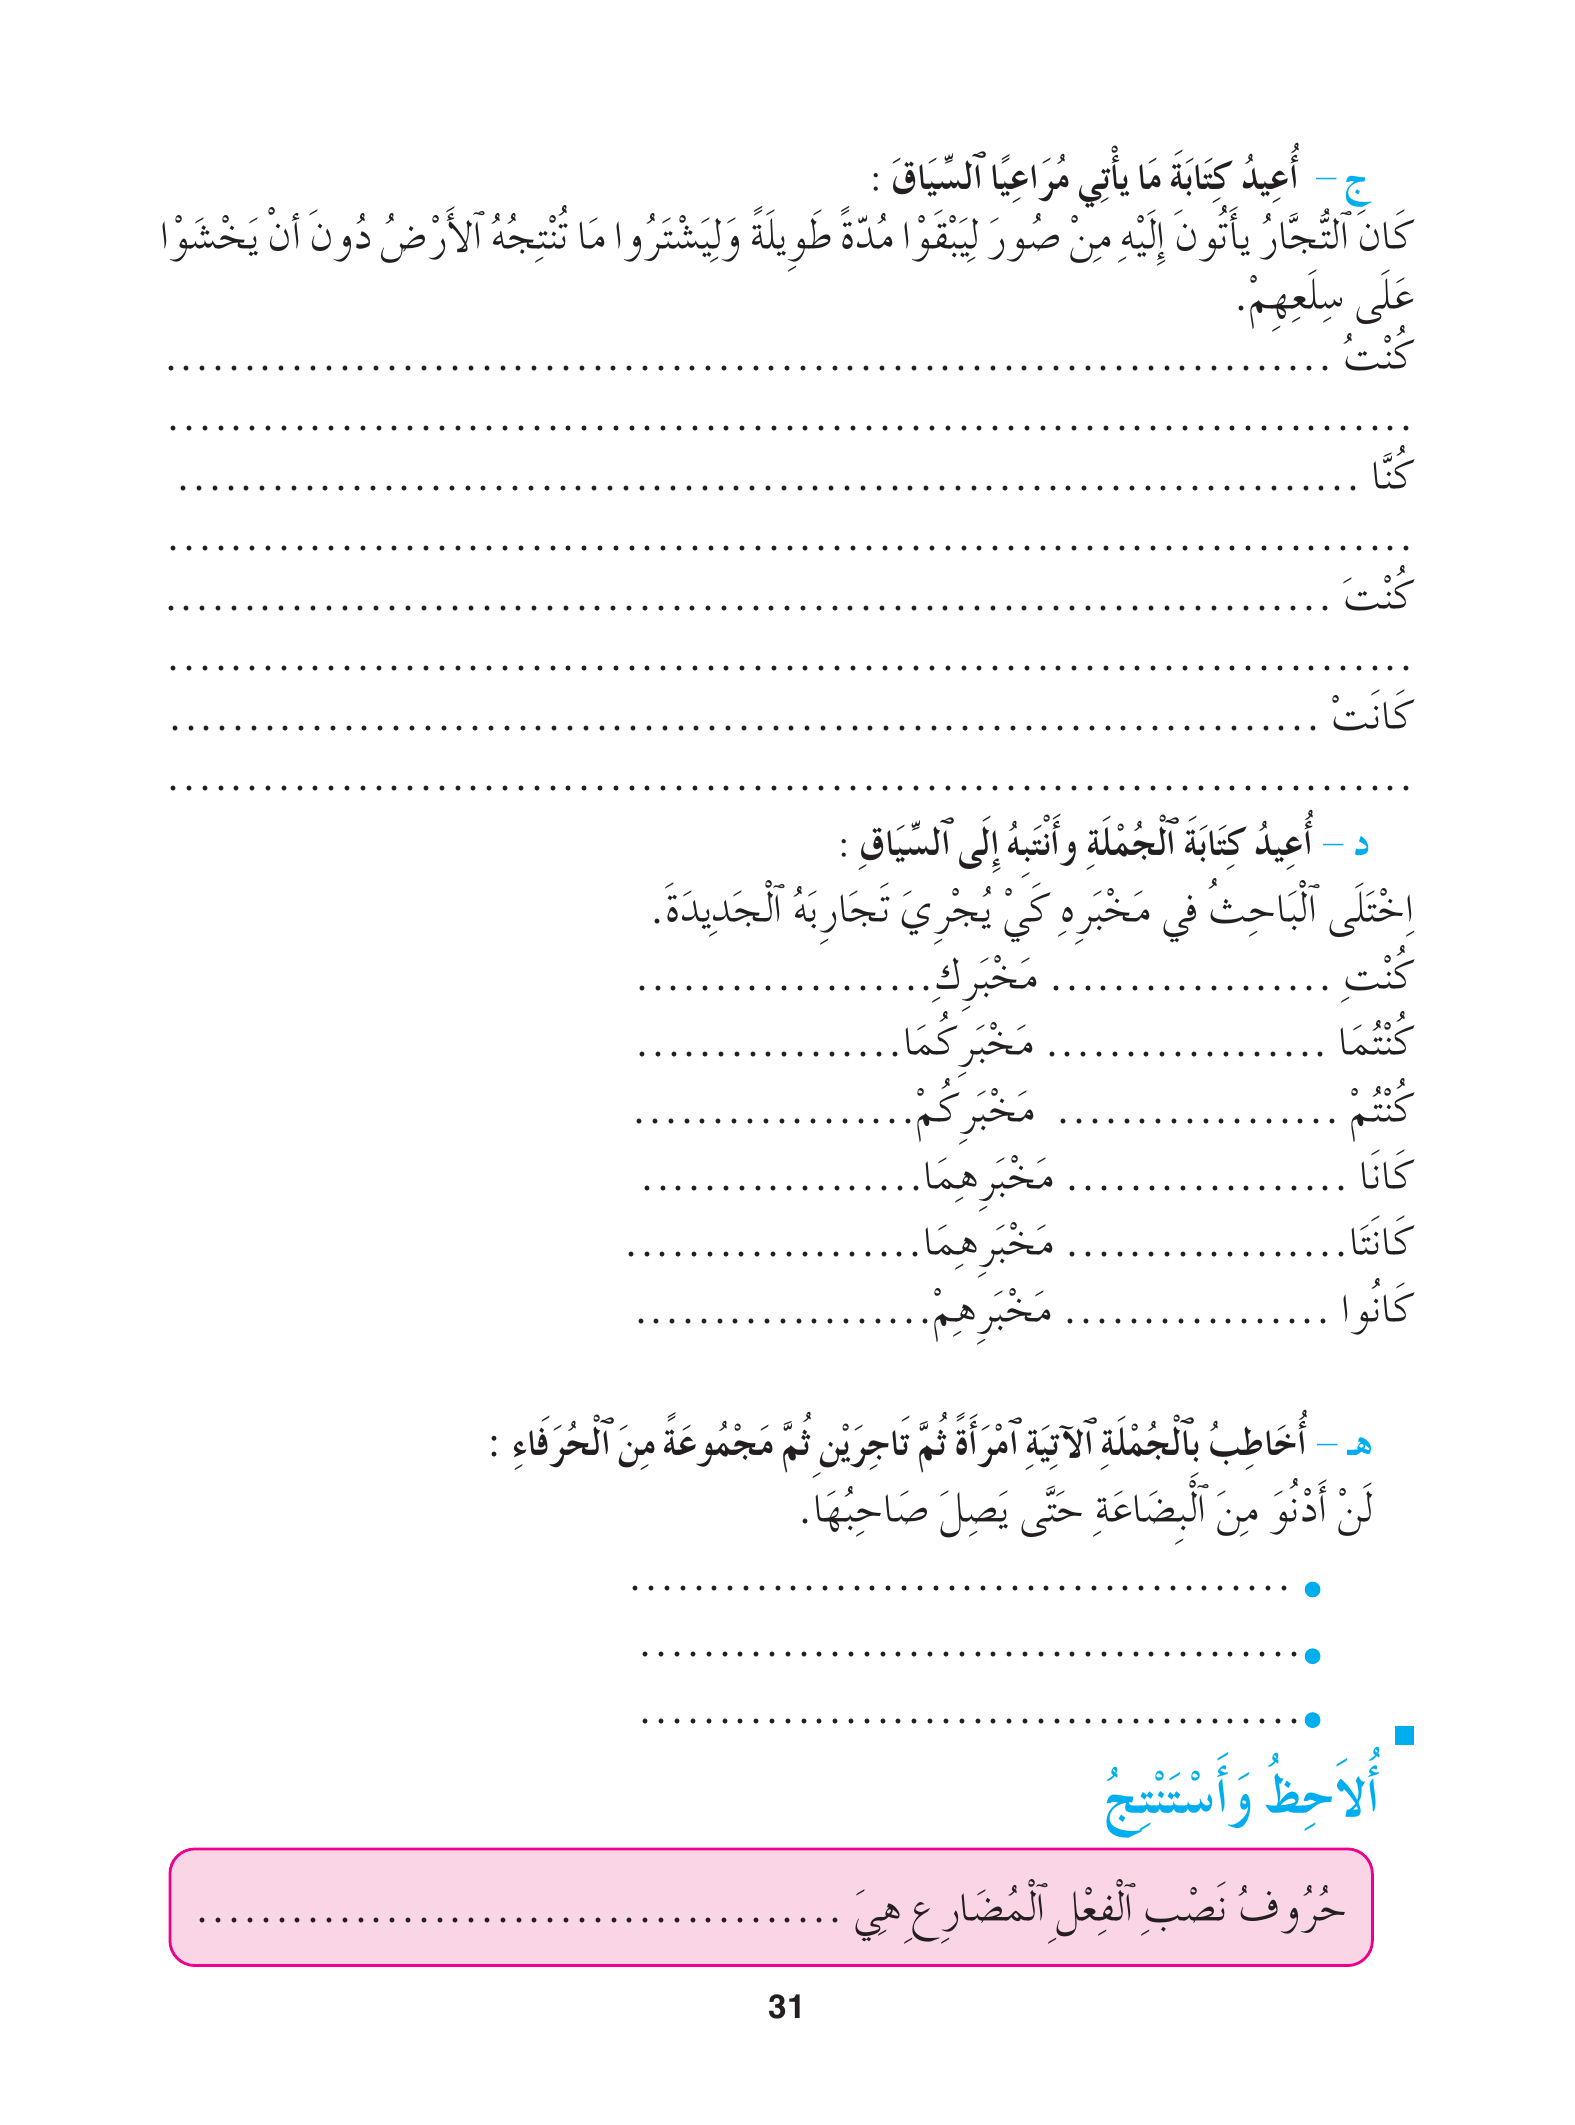 ج – أُعِيدُ كِتَابَةَ مَا يأْتِي مُرَاعِيًا ٱلسِّيَاقَ :
كَانَ ٱلتُّجَّارُ يأَتُونَ إِلَيْهِ مِنْ صُورَ لِيَبْقَوْا مُدّةً طَوِيلَةً وَلِيَشْتَرُوا مَا تُنْتِجُهُ ٱلأَرْضُ دُونَ أنْ يَخْشَوْا
عَلَى سِلَعِهِمْ.
كُنْتُ ..........................................................................
...............................................................................
كُنَّا ...........................................................................
...............................................................................
كُنْتَ ..........................................................................
...............................................................................
كَانَتْ .........................................................................
...............................................................................
د – أُعِيدُ كِتَابَةَ ٱلْجُمْلَةِ وأَنْتَبِهُ إِلَى ٱلسِّيَاقِ :
اِخْتَلَى ٱلْبَاحِثُ في مَخْبَرِهِ كَيْ يُجْرِيَ تَجَارِبَهُ ٱلْجَدِيدَةَ.
كُنْتِ .................. مَخْبَرِكِ...................
كُنْتُمَا .................. مَخْبَرِكُمَا.................
كُنْتُمْ .................. مَخْبَرِكُمْ..................
كَانَا .................. مَخْبَرِهِمَا..................
كَانَتَا.................. مَخْبَرِهِمَا...................
كَانُوا ................. مَخْبَرِهِمْ...................
هـ – أُخَاطِبُ بِٱلْجُمْلَةِ ٱلآتِيَةِ ٱمْرَأَةً ثُمَّ تَاجِرَيْنِ ثُمَّ مَجْمُوعَةً مِنَ ٱلْحُرَفَاءِ :
لَنْ أَدْنُوَ مِنَ ٱلْبِضَاعَةِ حَتَّى يَصِلَ صَاحِبُهَا.
• ..........................................
•..........................................
•..........................................
أُلاَحِظُ وَأَسْتَنْتِجُ
حُرُوفُ نَصْبِ ٱلْفِعْلِ ٱلْمُضَارِعِ هِيَ .........................................
31